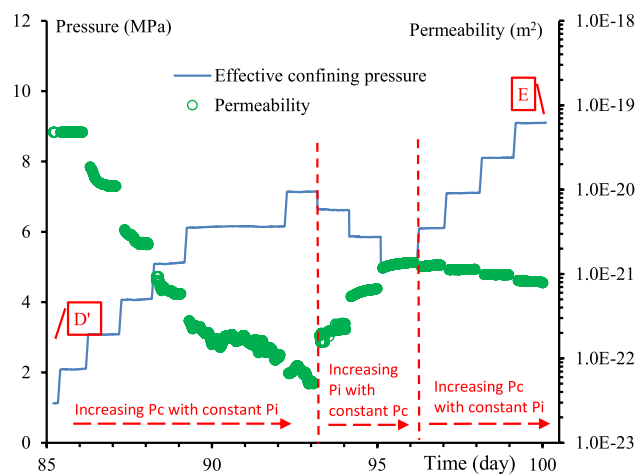 Pressure (MPa)
Permeability (m2)
12
10
8
6
4
2
0
1.0E-18
1.0E-19
1.0E-20
1.0E-21
1.0E-22
1.0E-23
Effective confining pressure
Permeability
E
D'
Increasing Pc with constant Pi
Increasing
Pi with
constant Pc
Increasing Pc
with constant Pi
85
90
95
100
Time (day)